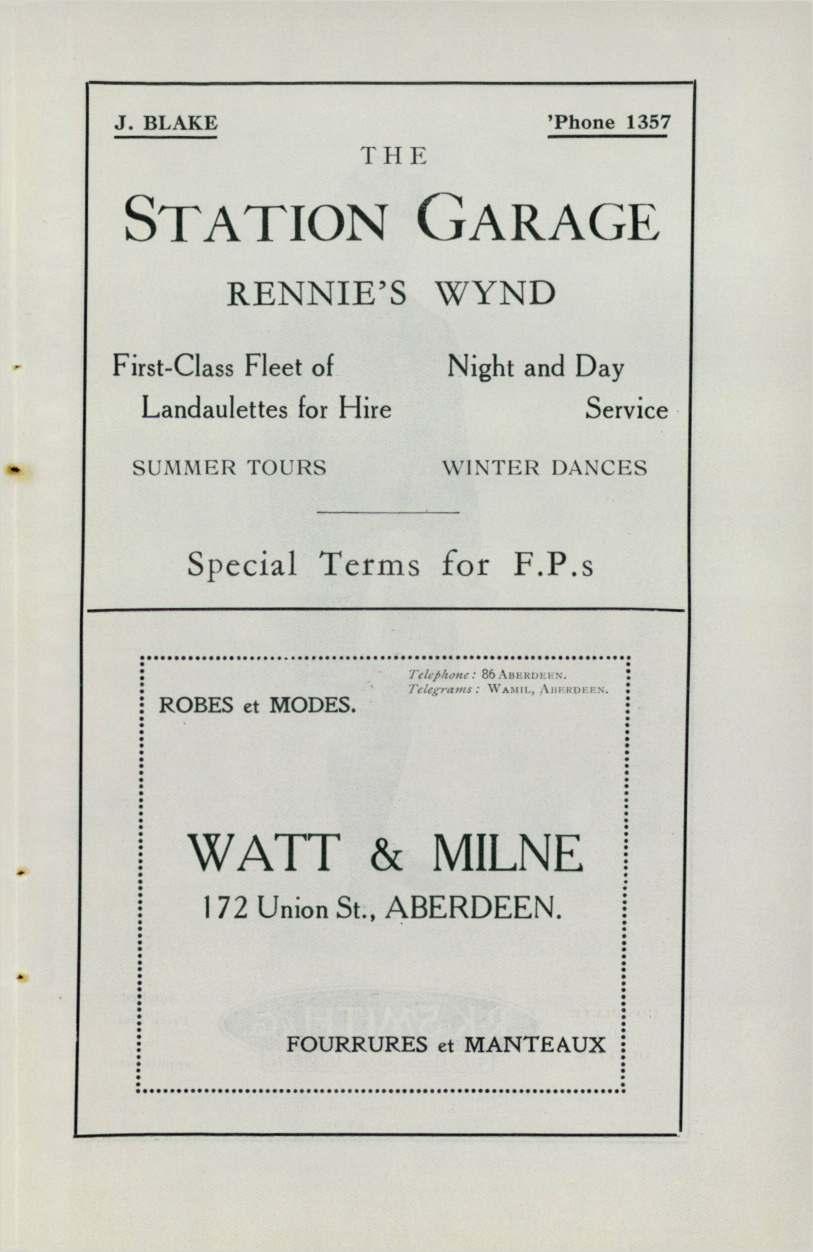 J. BLAKE 'Phone 1357
THE
STATION GARAGE
RENNIE'S WYND
First-Class Fleet of Night and Day
Landaulettes for Hire Service
SUMMER TOURS WINTER DANCES
Special Terms for F.P.s
Telephone: 86 ABERDEEN.
Telegrams: WAMIL, ABERDEEN.
ROBES et MODES.
WATT & MILNE
172 Union St., ABERDEEN.
FOURRURES et MANTEAUX